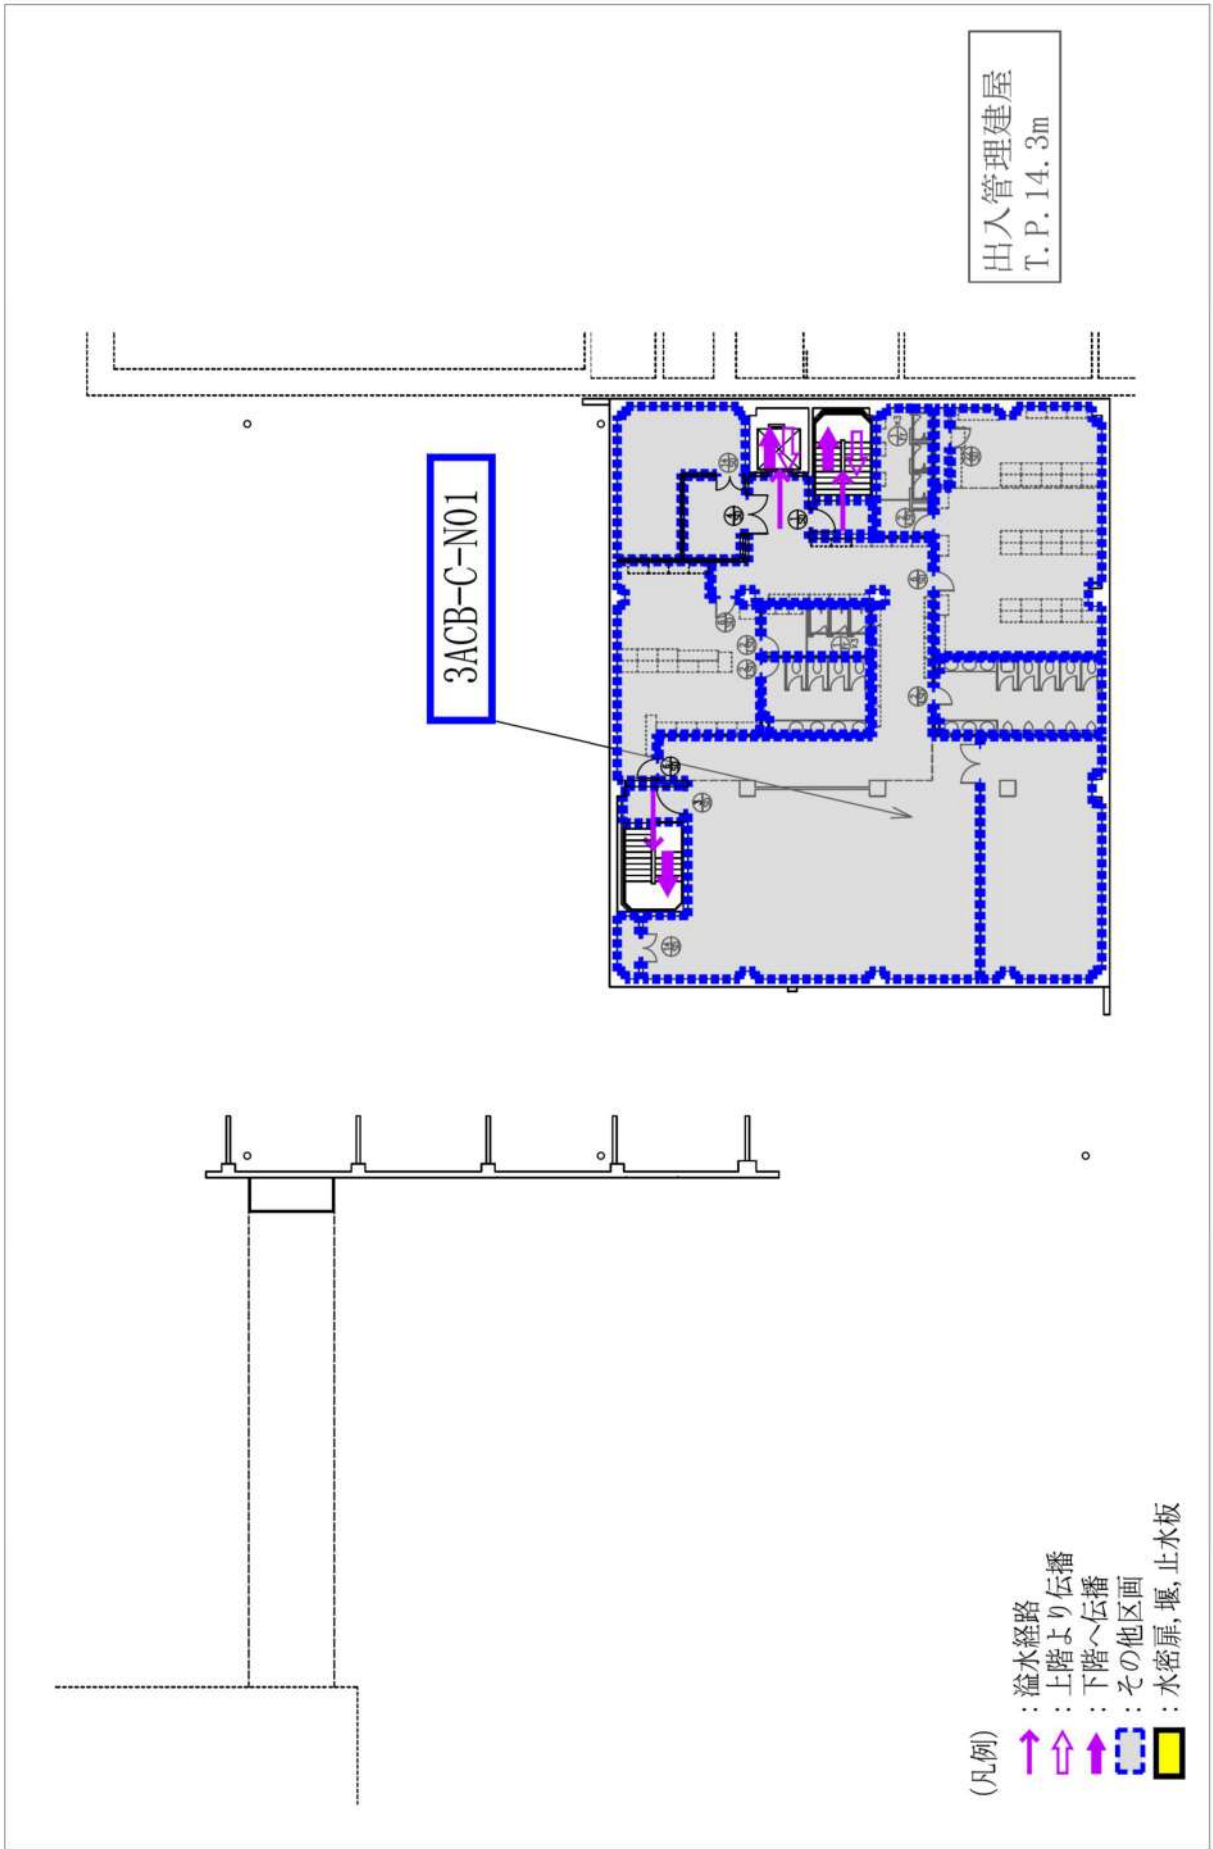 出入管理建屋
T.P.14.3m
3ACB-C-N01
(凡例)
：溢水経路
：上階より伝播
：下階へ伝播
：その他区画
：水密扉,堰,止水板